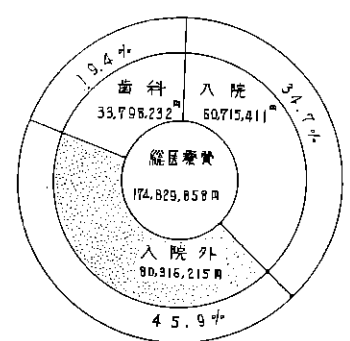 19.4%
34.7%
歯科
33,798,232円
入院
60,715,411円
総医療費
174,829,858円
入院外
80,316,215円
45.9%